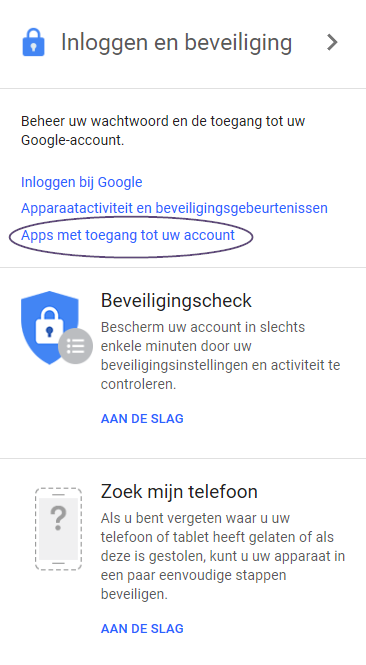 Inloggen en beveiliging
Beheer uw wachtwoord en de toegang tot uw
Google-account.
Inloggen bij Google
Apparaatactiviteit en beveiligingsgebeurtenissen
Apps met toegang tot uw account
Beveiligingscheck
Bescherm uw account in slechts
enkele minuten door uw
beveiligingsinstellingen en activiteit te
controleren.
AAN DE SLAG
Zoek mijn telefoon
Als u bent vergeten waar u uw
telefoon of tablet heeft gelaten of als
deze is gestolen, kunt u uw apparaat in
een paar eenvoudige stappen
beveiligen.
AAN DE SLAG